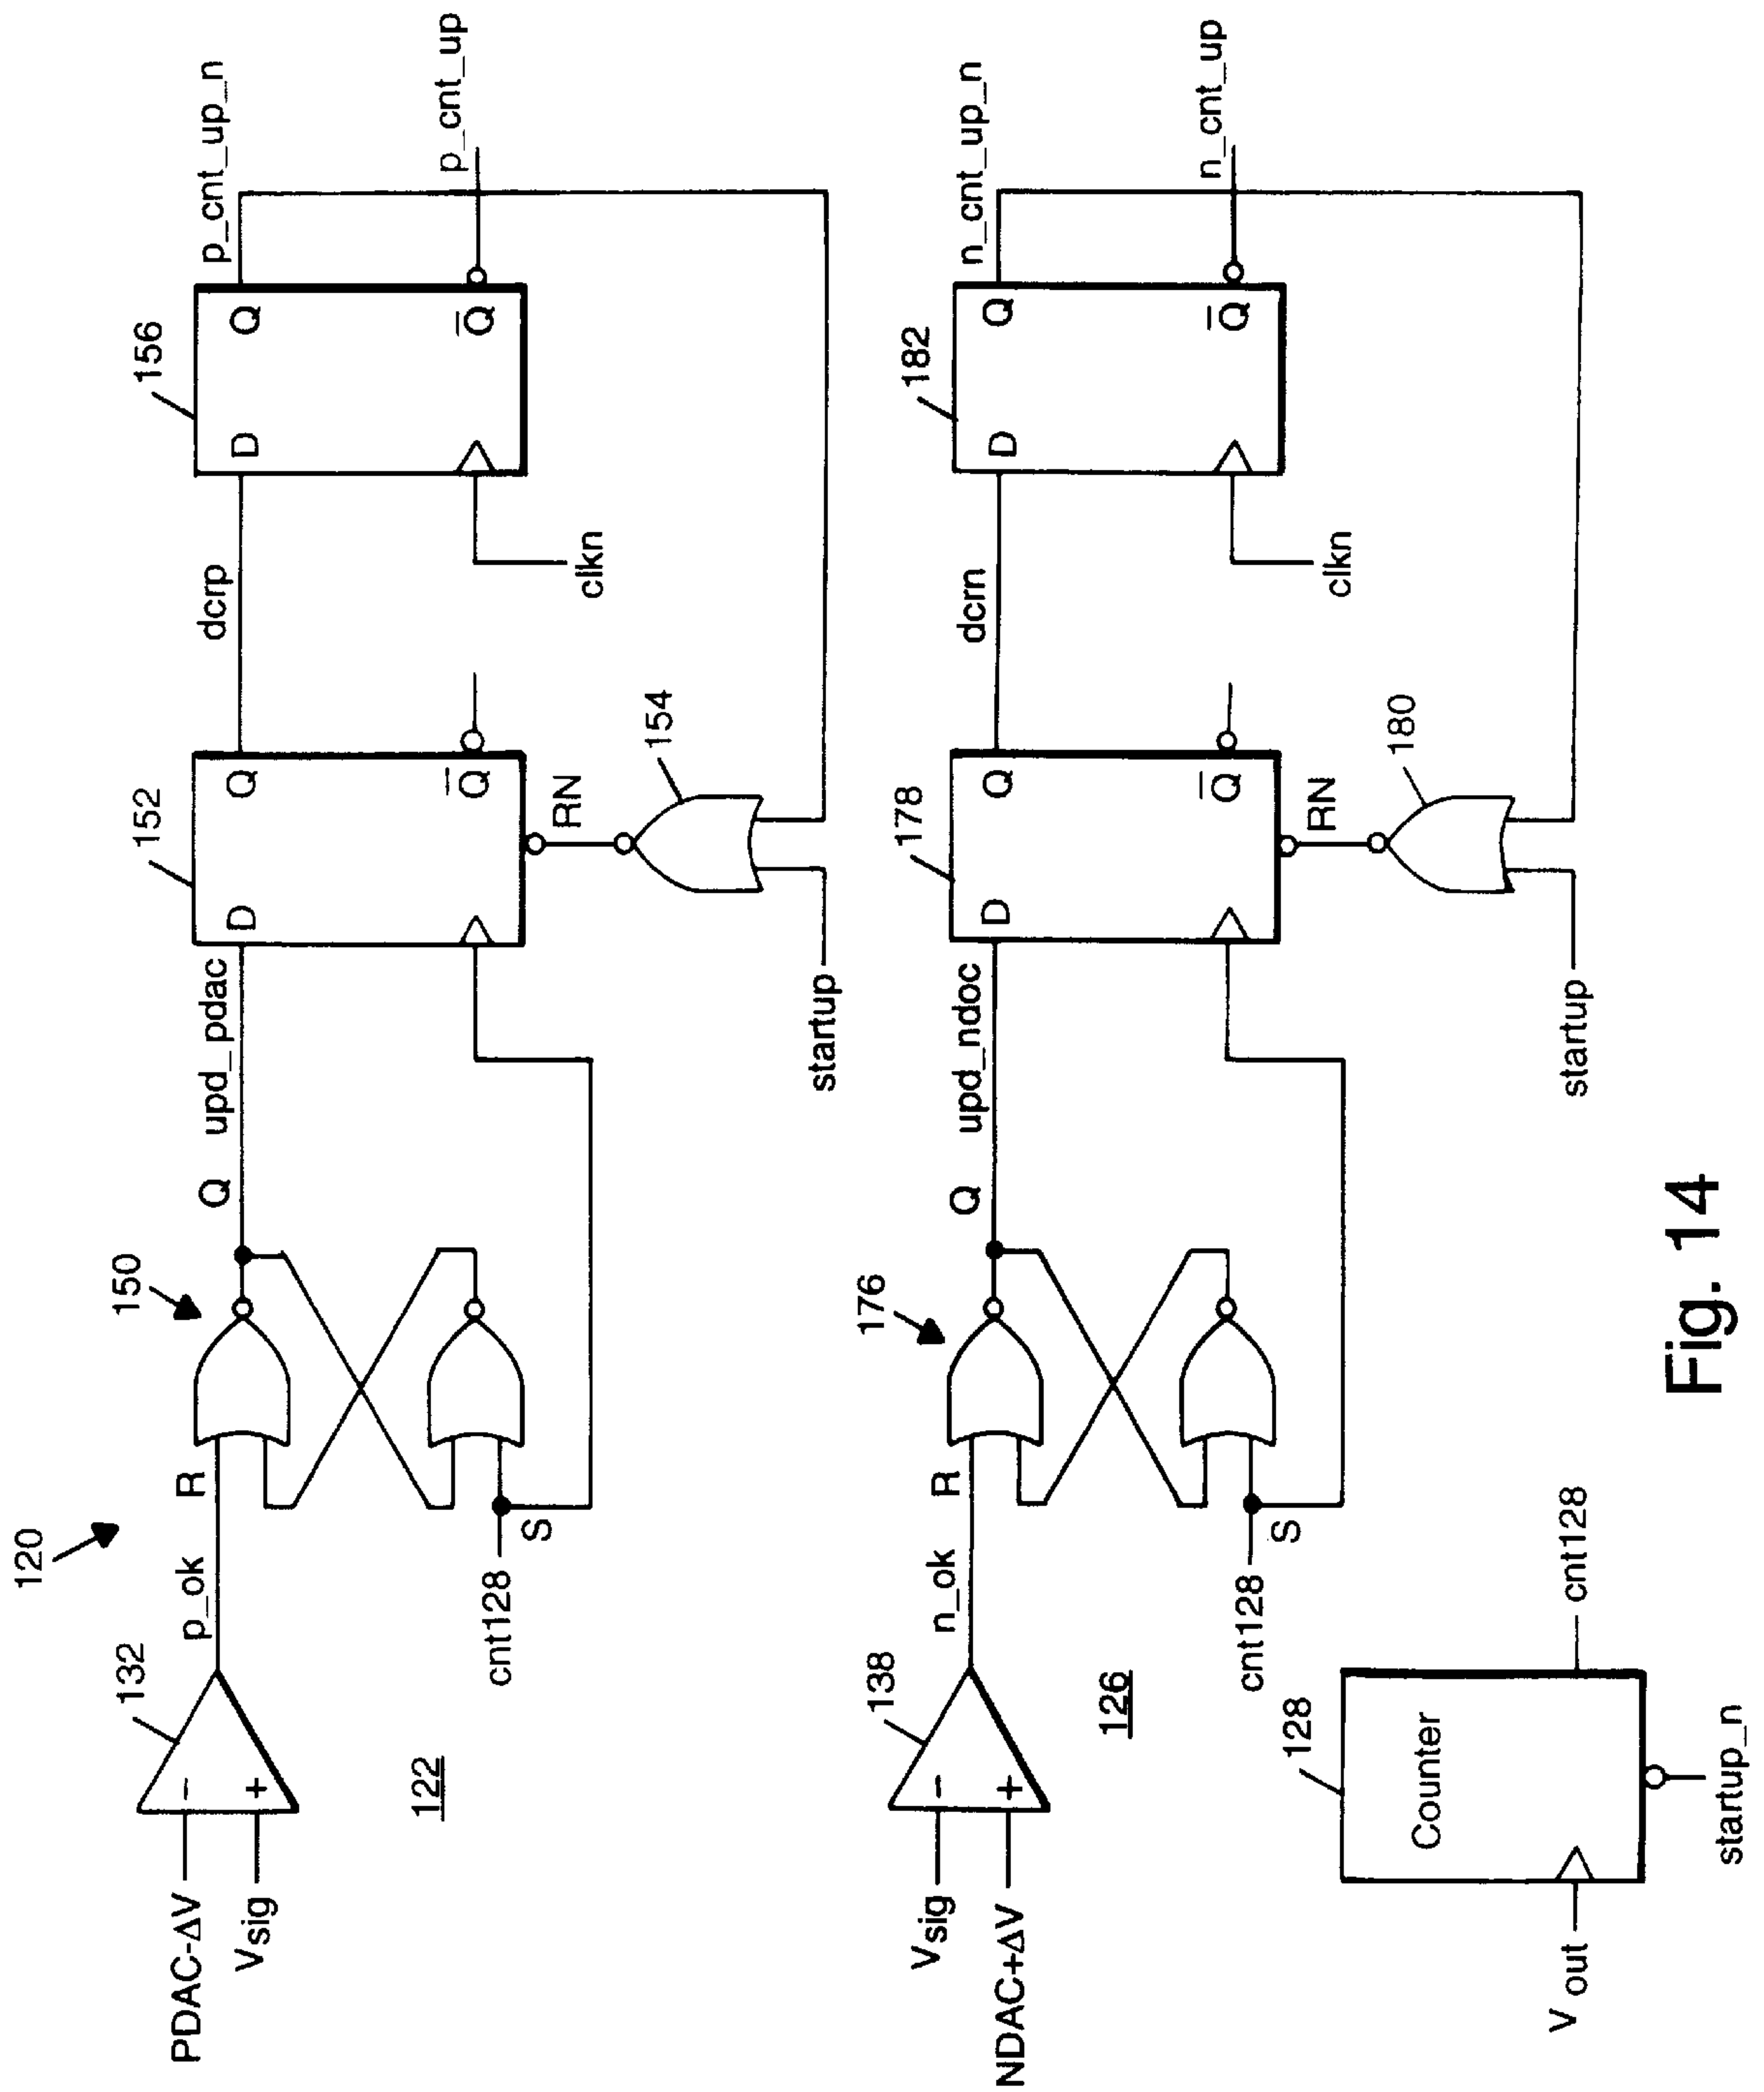 120
122
PDAC-ΔV
Vsig
−
+
132
p_ok
R
150
cnt128
S
Q
upd_pdac
152
D
Q
Q̅
RN
154
startup
dcrp
clkn
156
D
Q
Q̅
p_cnt_up_n
p_cnt_up
126
Vsig
NDAC+ΔV
−
+
138
n_ok
R
176
cnt128
S
Q
upd_ndoc
178
D
Q
Q̅
RN
180
startup
dcrn
clkn
182
D
Q
Q̅
n_cnt_up_n
n_cnt_up
Vout
128
Counter
cnt128
startup_n
Fig. 14